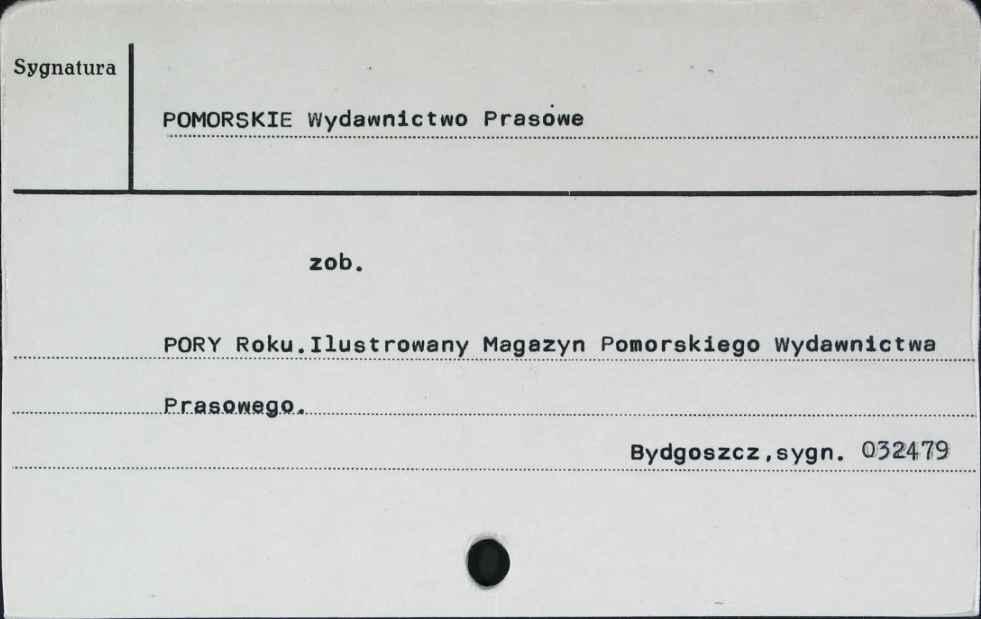 Sygnatura
POMORSKIE Wydawnictwo Prasowe
zob.
PORY Roku.Ilustrowany Magazyn Pomorskiego Wydawnictwa
Prasowego.
Bydgoszcz,sygn. 032479